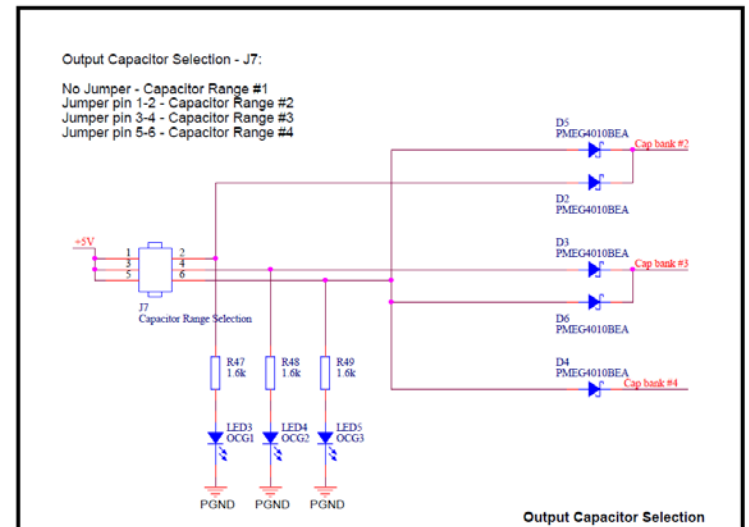 Output Capacitor Selection - J7:
No Jumper - Capacitor Range #1
Jumper pin 1-2 - Capacitor Range #2
Jumper pin 3-4 - Capacitor Range #3
Jumper pin 5-6 - Capacitor Range #4
D5
PMEG4010BEA
Cap bank #2
D2
PMEG4010BEA
+5V
1 2
3 4
5 6
J7
Capacitor Range Selection
D3
PMEG4010BEA
Cap bank #3
D6
PMEG4010BEA
D4
PMEG4010BEA
Cap bank #4
R47
1.6k
R48
1.6k
R49
1.6k
LED3
OCG1
LED4
OCG2
LED5
OCG3
PGND PGND PGND
Output Capacitor Selection